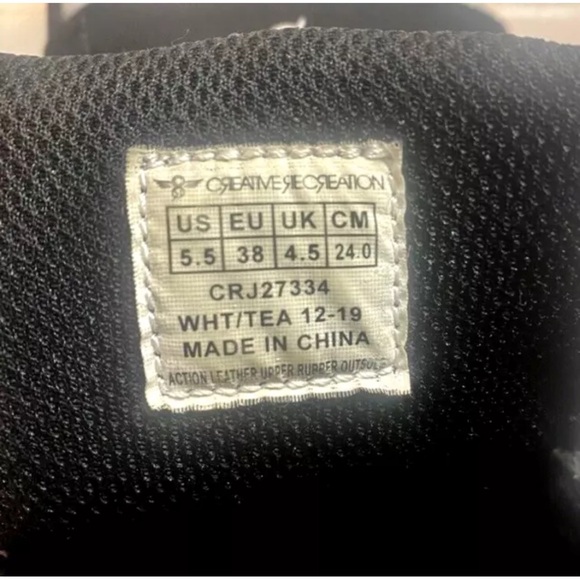 CREATIVE RECREATION
US EU UK CM
5.5 38 4.5 24.0
CRJ27334
WHT/TEA 12-19
MADE IN CHINA
ACTION LEATHER UPPER RUBBER OUTSOLE